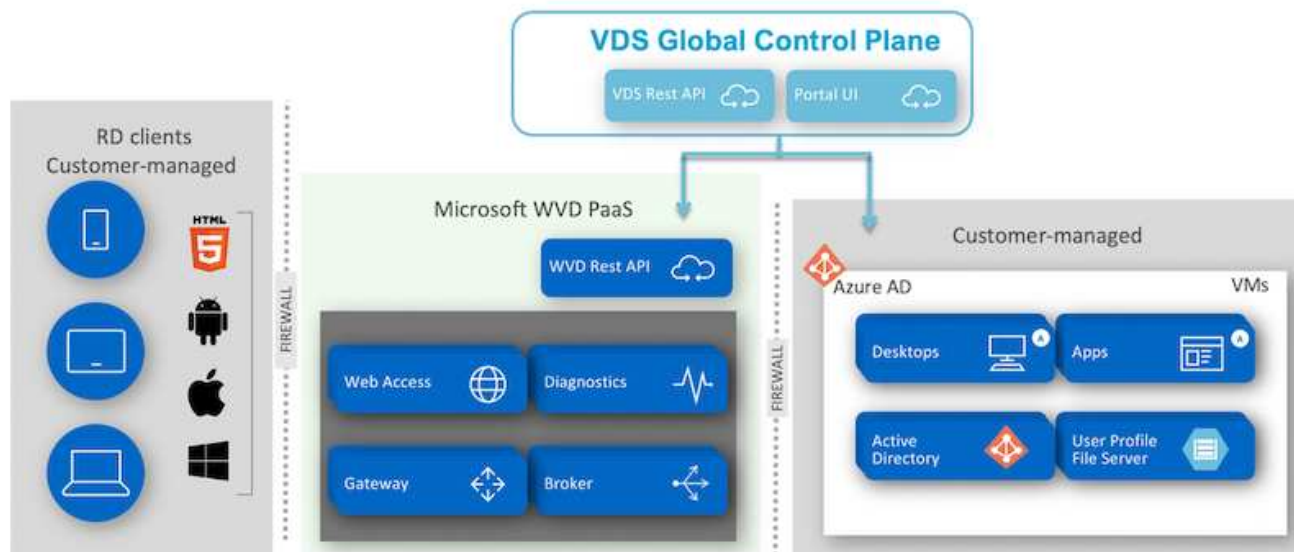 VDS Global Control Plane
VDS Rest API
Portal UI
RD clients
Customer-managed
HTML
5
FIREWALL
Microsoft WVD PaaS
WVD Rest API
Web Access
Diagnostics
Gateway
Broker
FIREWALL
Customer-managed
Azure AD
VMs
Desktops
A
Apps
A
Active
Directory
User Profile
File Server